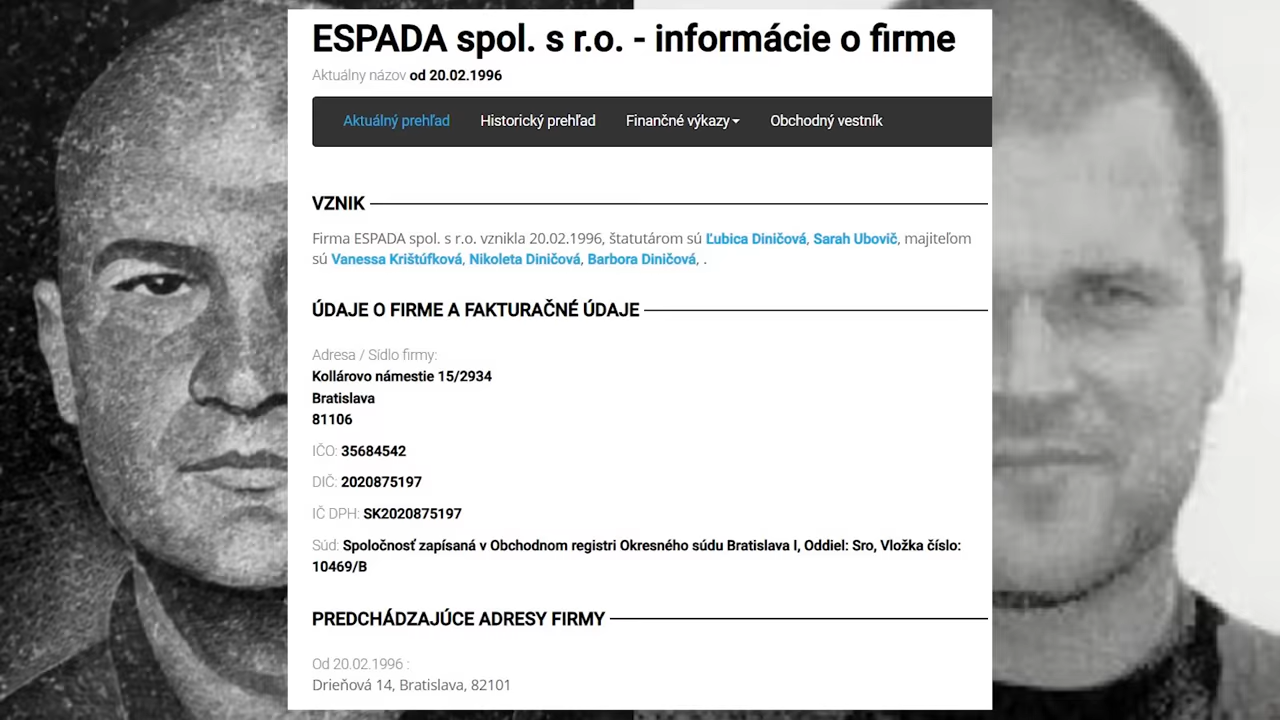 ESPADA spol. s r.o. - informácie o firme
Aktuálny názov od 20.02.1996
Aktuálny prehľad Historický prehľad Finančné výkazy Obchodný vestník
VZNIK
Firma ESPADA spol. s r.o. vznikla 20.02.1996, štatutárom sú Ľubica Diničová, Sarah Ubovič, majiteľom
sú Vanessa Krištúfková, Nikoleta Diničová, Barbora Diničová, .
ÚDAJE O FIRME A FAKTURAČNÉ ÚDAJE
Adresa / Sídlo firmy:
Kollárovo námestie 15/2934
Bratislava
81106
IČO: 35684542
DIČ: 2020875197
IČ DPH: SK2020875197
Súd: Spoločnosť zapísaná v Obchodnom registri Okresného súdu Bratislava I, Oddiel: Sro, Vložka číslo:
10469/B
PREDCHÁDZAJÚCE ADRESY FIRMY
Od 20.02.1996 :
Drieňová 14, Bratislava, 82101